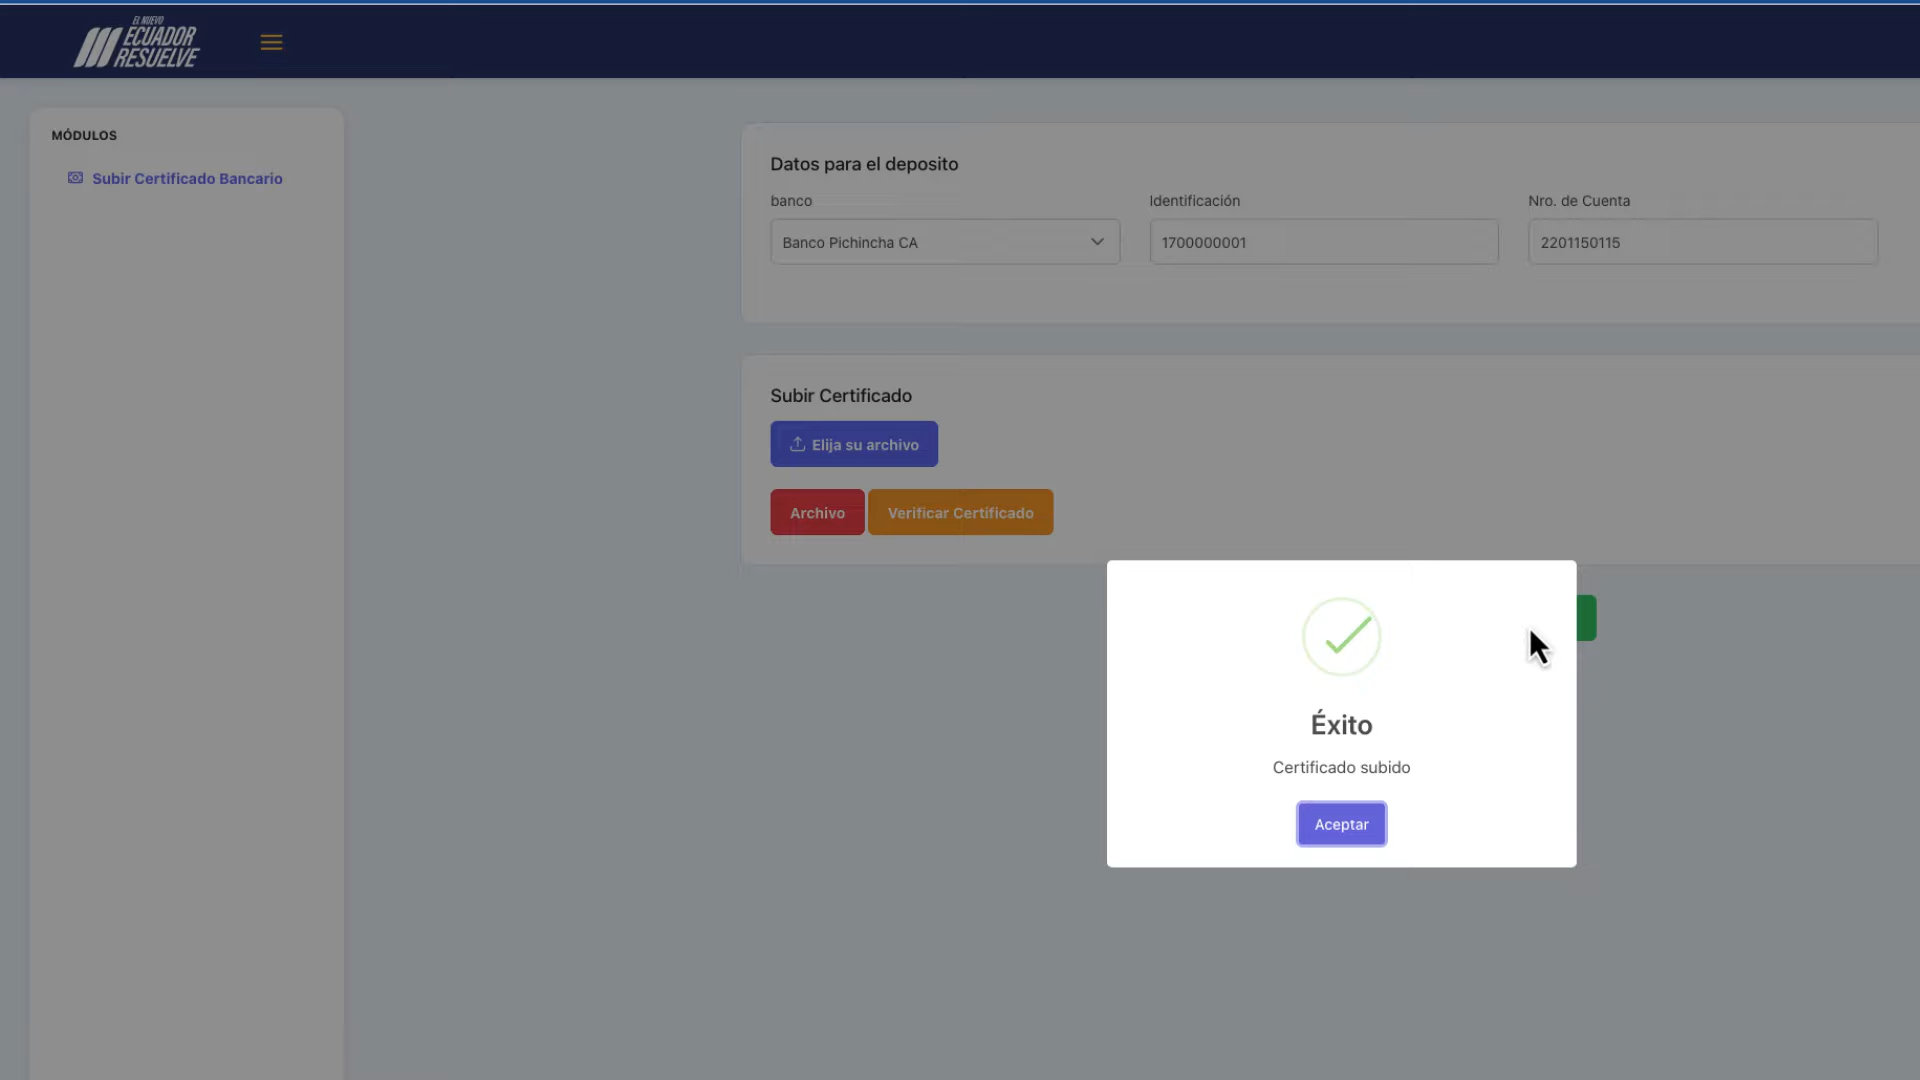 EL NUEVO
ECUADOR
RESUELVE
MÓDULOS
Subir Certificado Bancario
Datos para el deposito
banco
Identificación
Nro. de Cuenta
Banco Pichincha CA
1700000001
2201150115
Subir Certificado
Elija su archivo
Archivo
Verificar Certificado
Éxito
Certificado subido
Aceptar